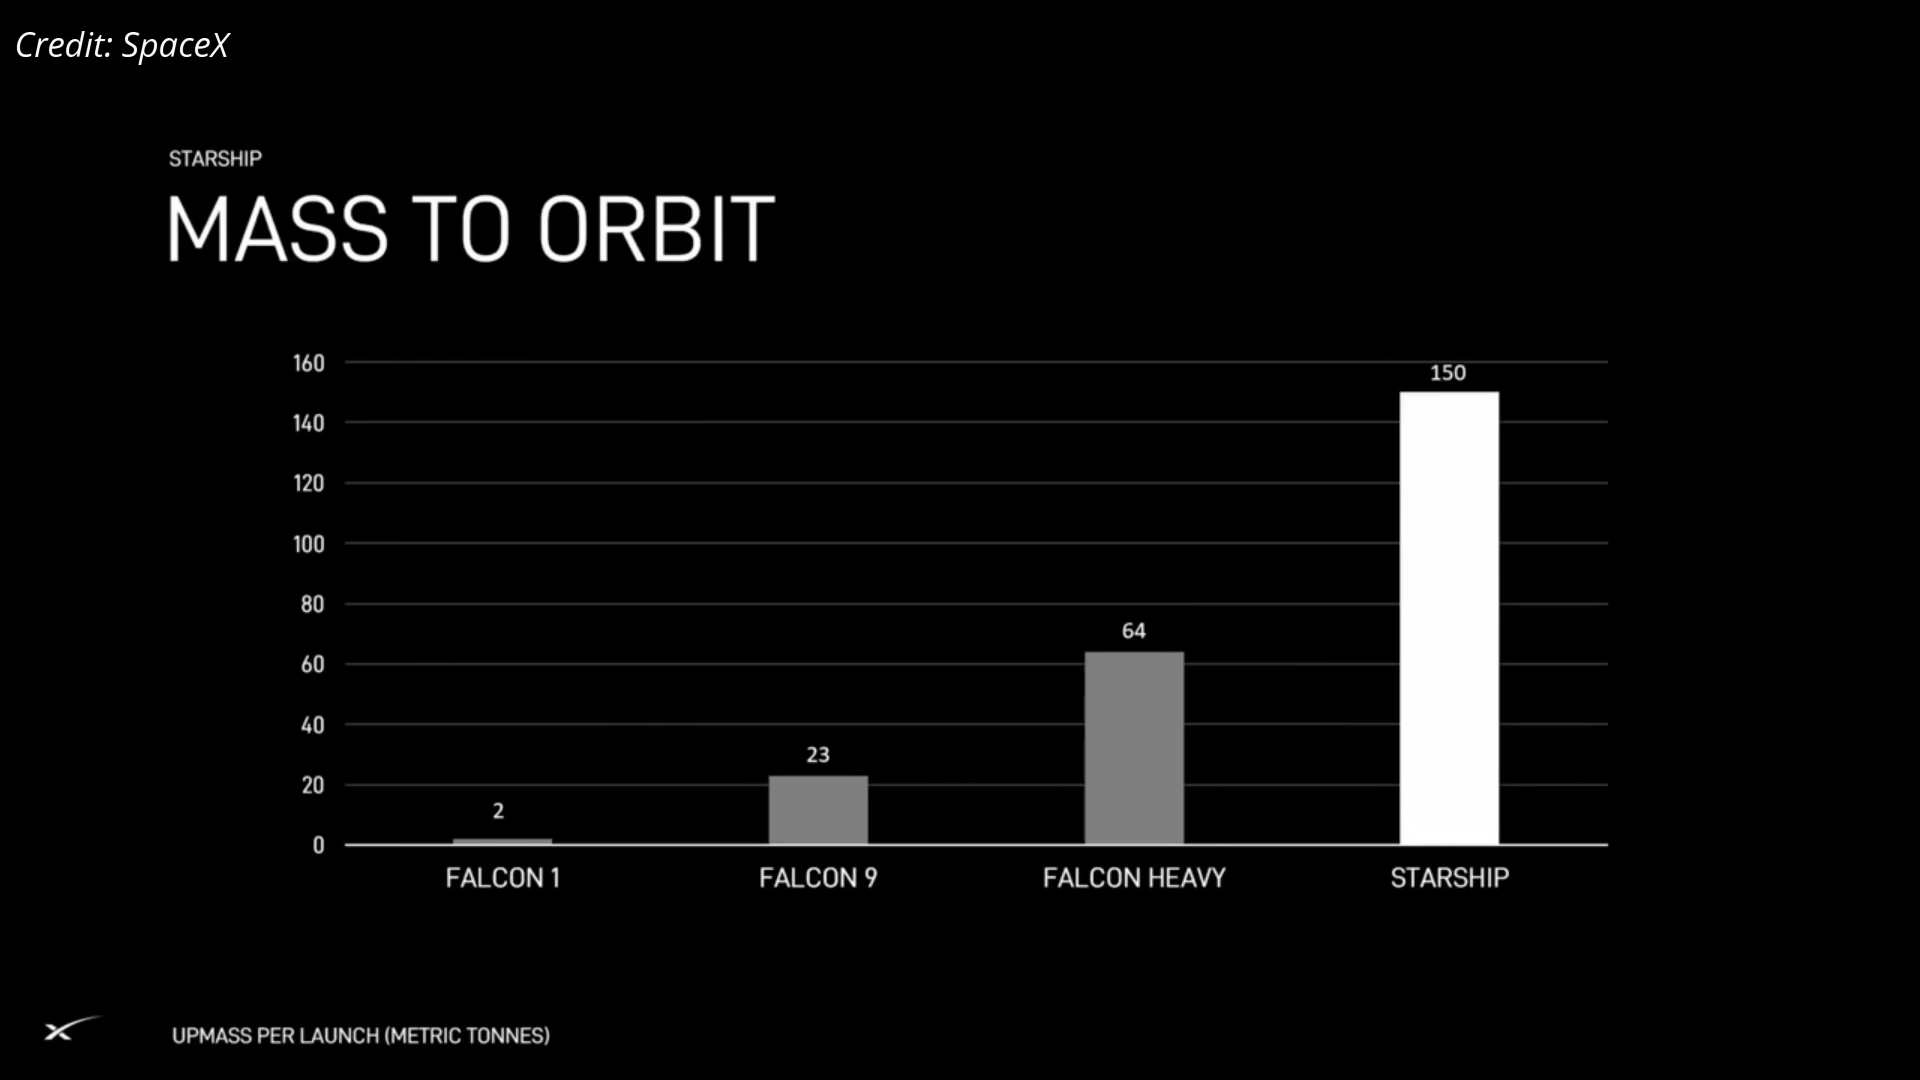 Credit: SpaceX
STARSHIP
MASS TO ORBIT
160
150
140
120
100
80
64
60
40
23
20
2
0
FALCON 1 FALCON 9 FALCON HEAVY STARSHIP
UPMASS PER LAUNCH (METRIC TONNES)